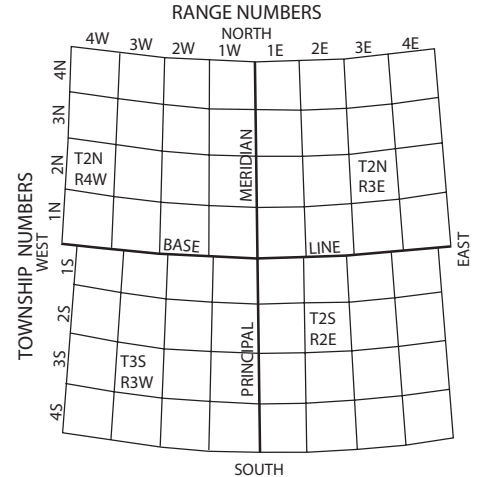 RANGE NUMBERS
NORTH
4W 3W 2W 1W 1E 2E 3E 4E
4N
3N
2N
1N
1S
2S
3S
4S
TOWNSHIP NUMBERS
WEST
EAST
MERIDIAN
PRINCIPAL
BASE LINE
T2N
R4W
T2N
R3E
T2S
R2E
T3S
R3W
SOUTH